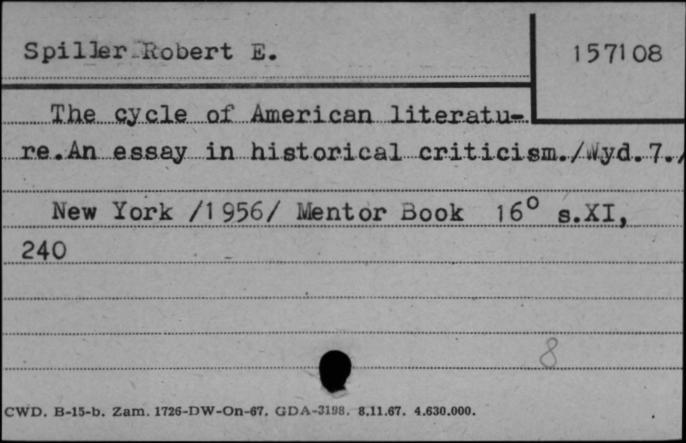 Spiller Robert E.
157108
The cycle of American literatu-
re.An essay in historical criticism./Wyd.7./
New York /1956/ Mentor Book 16° s.XI,
240
8
CWD. B-15-b. Zam. 1726-DW-On-67. GDA-3198. 8.11.67. 4.630.000.